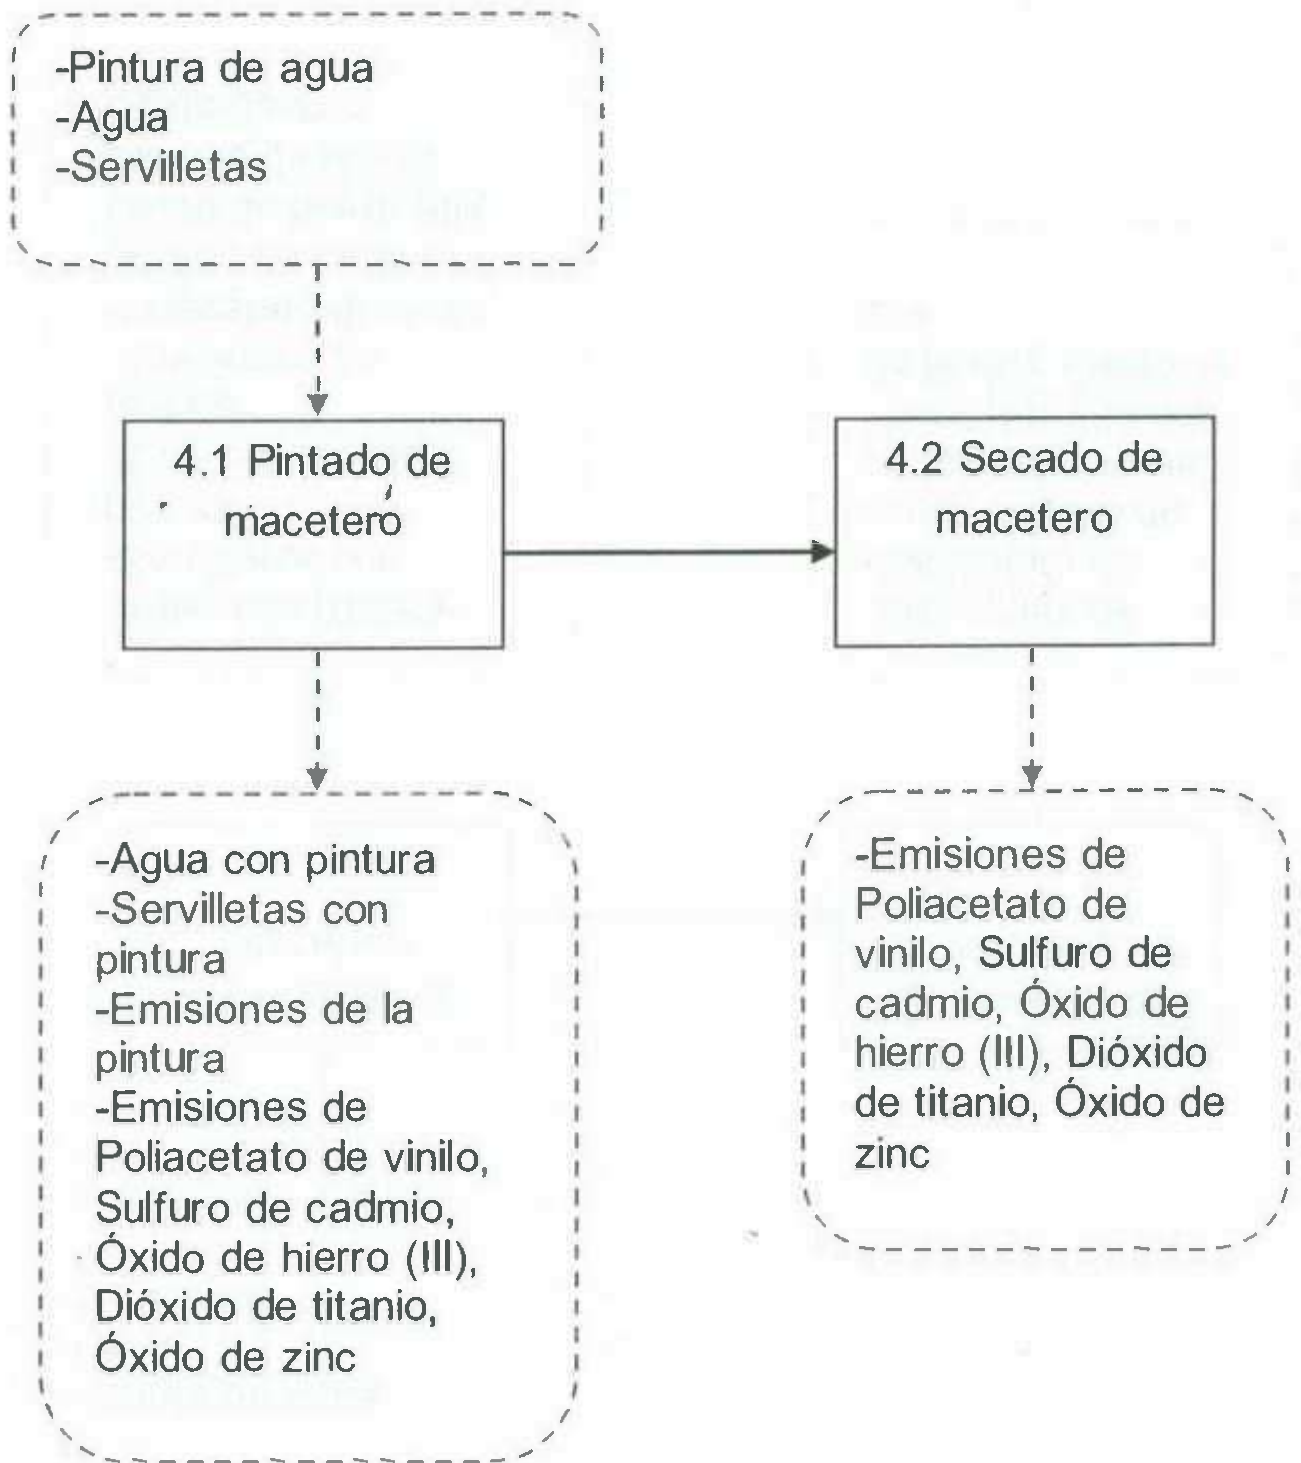 -Pintura de agua
-Agua
-Servilletas
4.1 Pintado de
macetero
4.2 Secado de
macetero
-Agua con pintura
-Servilletas con
pintura
-Emisiones de la
pintura
-Emisiones de
Poliacetato de vinilo,
Sulfuro de cadmio,
Óxido de hierro (III),
Dióxido de titanio,
Óxido de zinc
-Emisiones de
Poliacetato de
vinilo, Sulfuro de
cadmio, Óxido de
hierro (III), Dióxido
de titanio, Óxido de
zinc